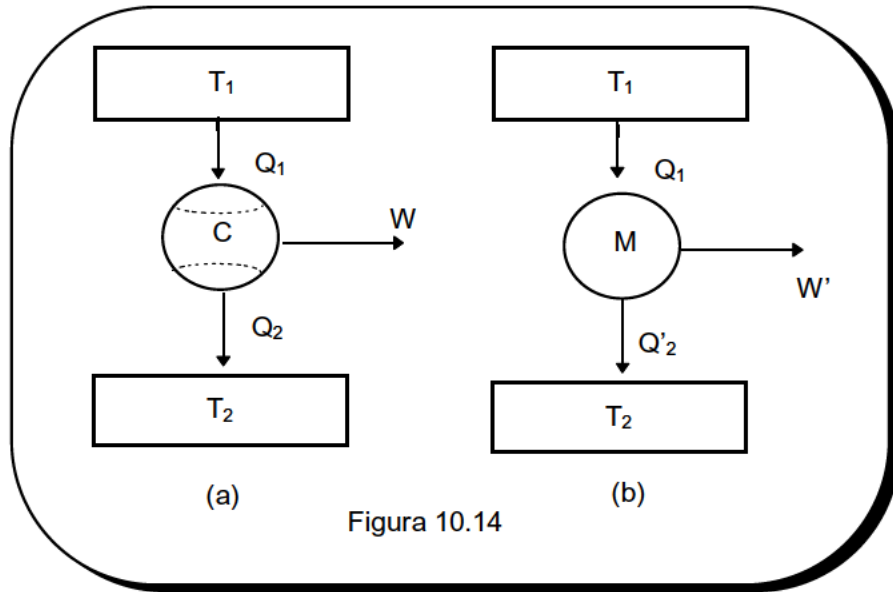 T₁
Q₁
C
W
Q₂
T₂
(a)
T₁
Q₁
M
W'
Q'₂
T₂
(b)
Figura 10.14